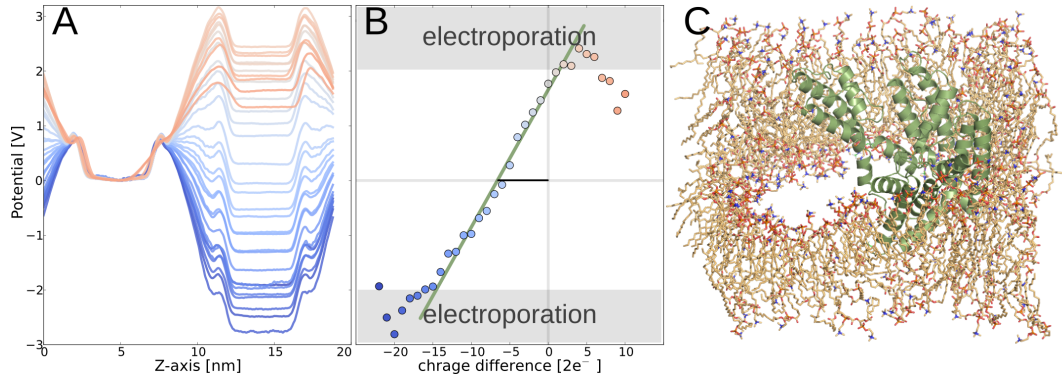 A
Potential [V]
3
2
1
0
−1
−2
−3
0
5
10
15
20
Z-axis [nm]
B
electroporation
electroporation
−20
−15
−10
−5
0
5
10
chrage difference [2e⁻ ]
C